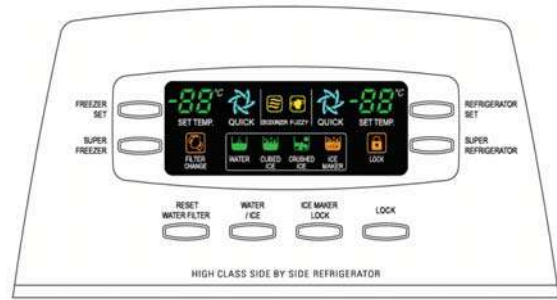 FREEZER
SET
SUPER
FREEZER
-88°C
SET TEMP.
QUICK
DEODORIZER FUZZY
QUICK
-88°C
SET TEMP.
FILTER
CHANGE
WATER
CUBED
ICE
CRUSHED
ICE
ICE
MAKER
LOCK
REFRIGERATOR
SET
SUPER
REFRIGERATOR
RESET
WATER FILTER
WATER
/ ICE
ICE MAKER
LOCK
LOCK
HIGH CLASS SIDE BY SIDE REFRIGERATOR